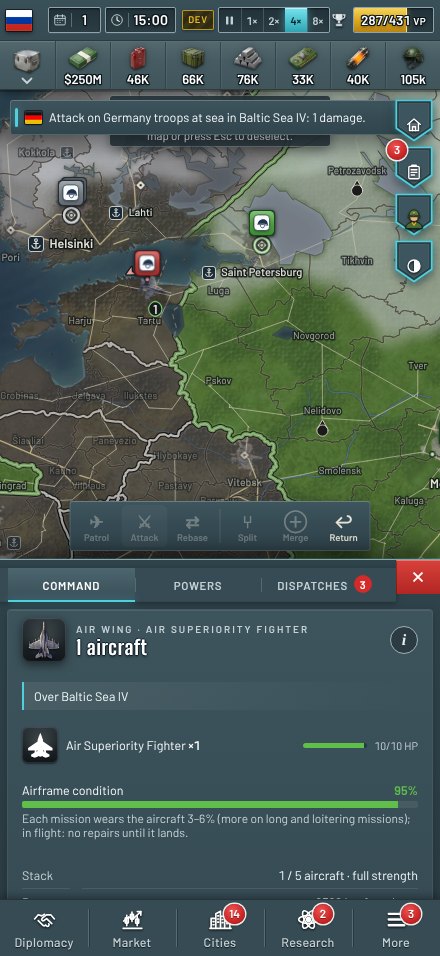 1
15:00
DEV
1×
2×
4×
8×
287/431 VP
$250M
46K
66K
76K
33K
40K
105k
Attack on Germany troops at sea in Baltic Sea IV: 1 damage.
map or press Esc to deselect.
3
Kokkola
Petrozavodsk
Lahti
Helsinki
Pori
Saint Petersburg
Tikhvin
Luga
1
Harju
Tartu
Novgorod
Tver
Pskov
Jelgava
Nelidovo
Panevezio
Smolensk
Vitebsk
Pastavy
Kaluga
Patrol
Attack
Rebase
Split
Merge
Return
COMMAND
POWERS
DISPATCHES
3
AIR WING · AIR SUPERIORITY FIGHTER
1 aircraft
i
Over Baltic Sea IV
Air Superiority Fighter ×1
10/10 HP
Airframe condition
95%
Each mission wears the aircraft 3–6% (more on long and loitering missions);
in flight: no repairs until it lands.
Stack
1 / 5 aircraft · full strength
Diplomacy
Market
14
Cities
2
Research
3
More